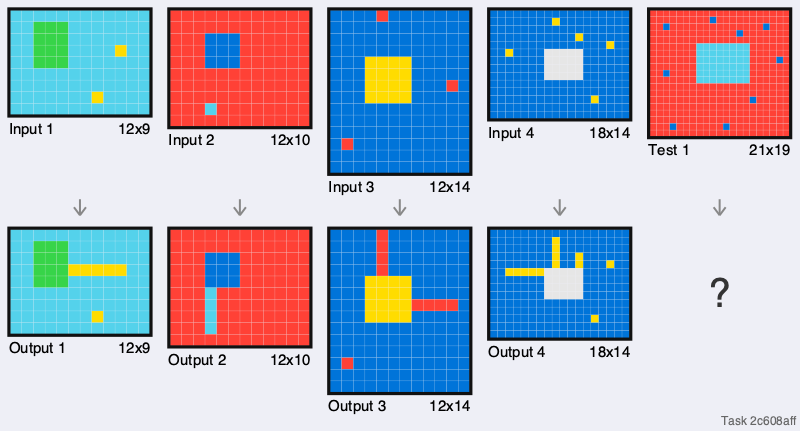 Input 1 12x9
Input 2 12x10
Input 3 12x14
Input 4 18x14
Test 1 21x19
Output 1 12x9
Output 2 12x10
Output 3 12x14
Output 4 18x14
?
Task 2c608aff